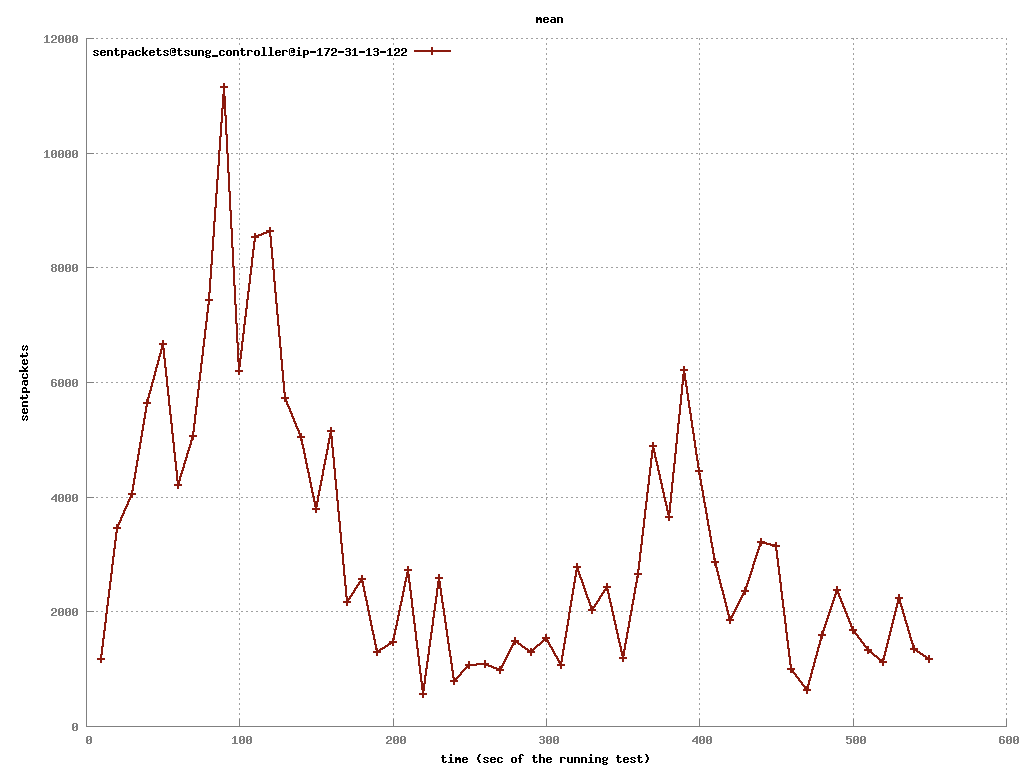 mean
12000
sentpackets@tsung_controller@ip-172-31-13-122
10000
8000
6000
4000
2000
0
sentpackets
0 100 200 300 400 500 600
time (sec of the running test)